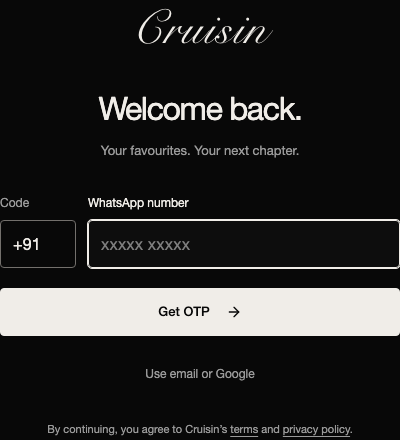 Cruisin
Welcome back.
Your favourites. Your next chapter.
Code
WhatsApp number
+91
xxxxx xxxxx
Get OTP →
Use email or Google
By continuing, you agree to Cruisin’s terms and privacy policy.